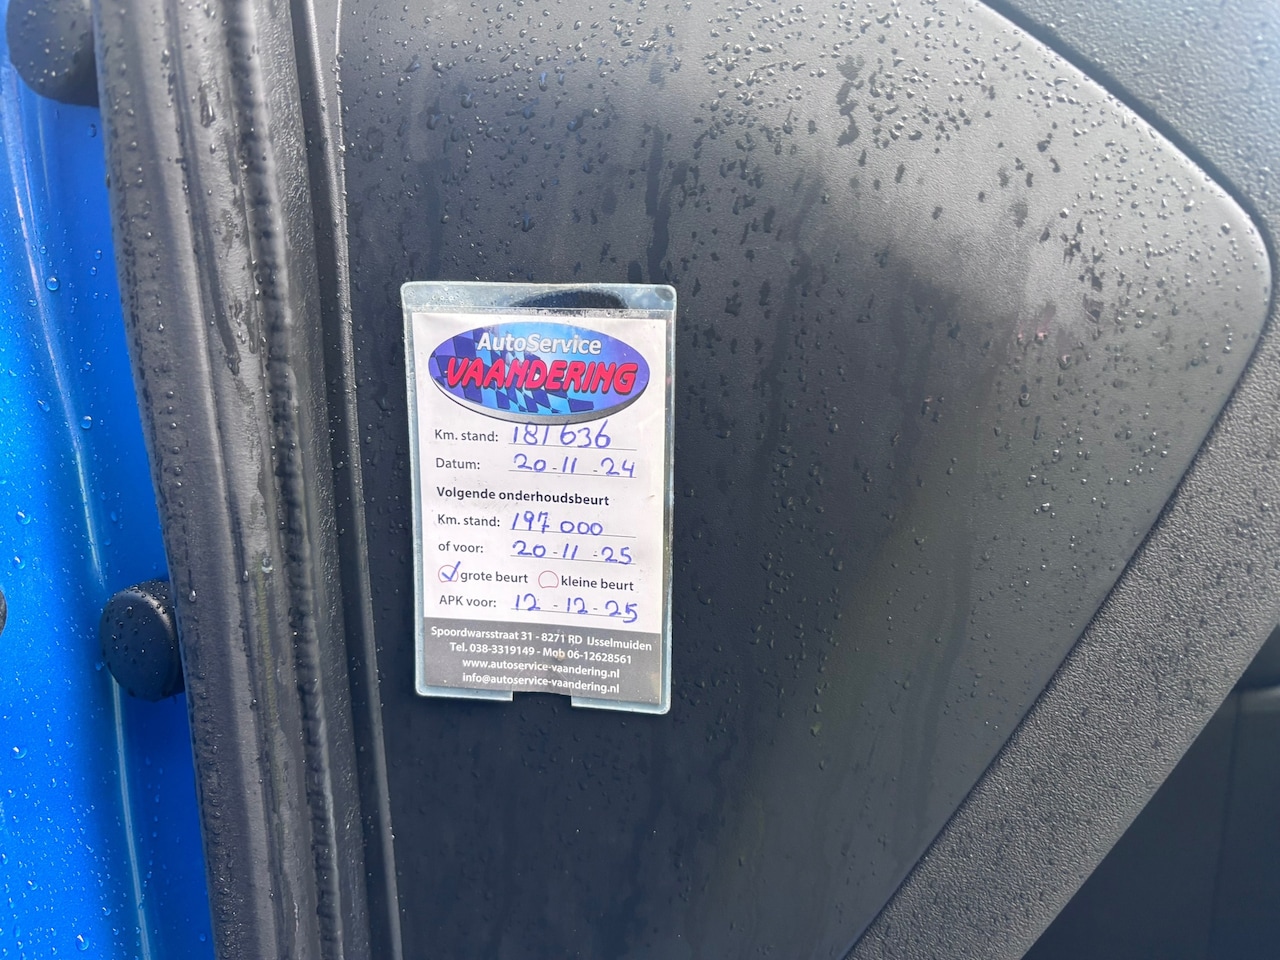 AutoService
VAANDERING
Km. stand: 181636
Datum: 20-11-24
Volgende onderhoudsbeurt
Km. stand: 197000
of voor: 20-11-25
grote beurt kleine beurt
APK voor: 12-12-25
Spoordwarsstraat 31 - 8271 RD IJsselmuiden
Tel. 038-3319149 - Mob 06-12628561
www.autoservice-vaandering.nl
info@autoservice-vaandering.nl